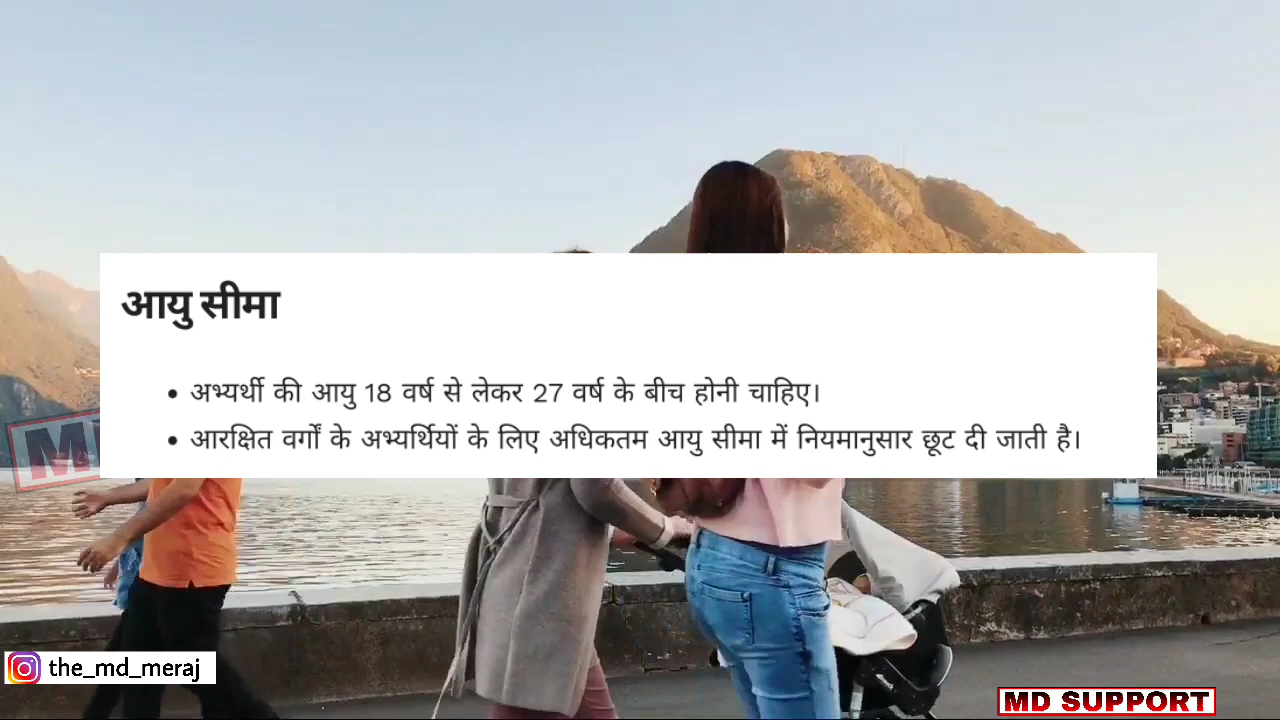 आयु सीमा
अभ्यर्थी की आयु 18 वर्ष से लेकर 27 वर्ष के बीच होनी चाहिए।
आरक्षित वर्गों के अभ्यर्थियों के लिए अधिकतम आयु सीमा में नियमानुसार छूट दी जाती है।
M
the_md_meraj
MD SUPPORT